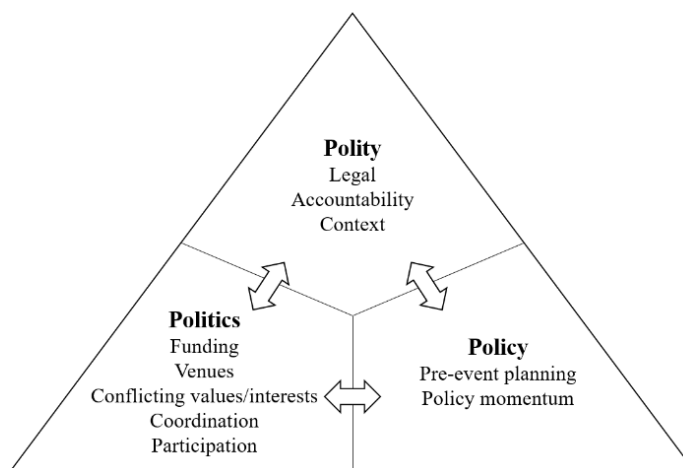 Polity
Legal
Accountability
Context
Politics
Funding
Venues
Conflicting values/interests
Coordination
Participation
Policy
Pre-event planning
Policy momentum